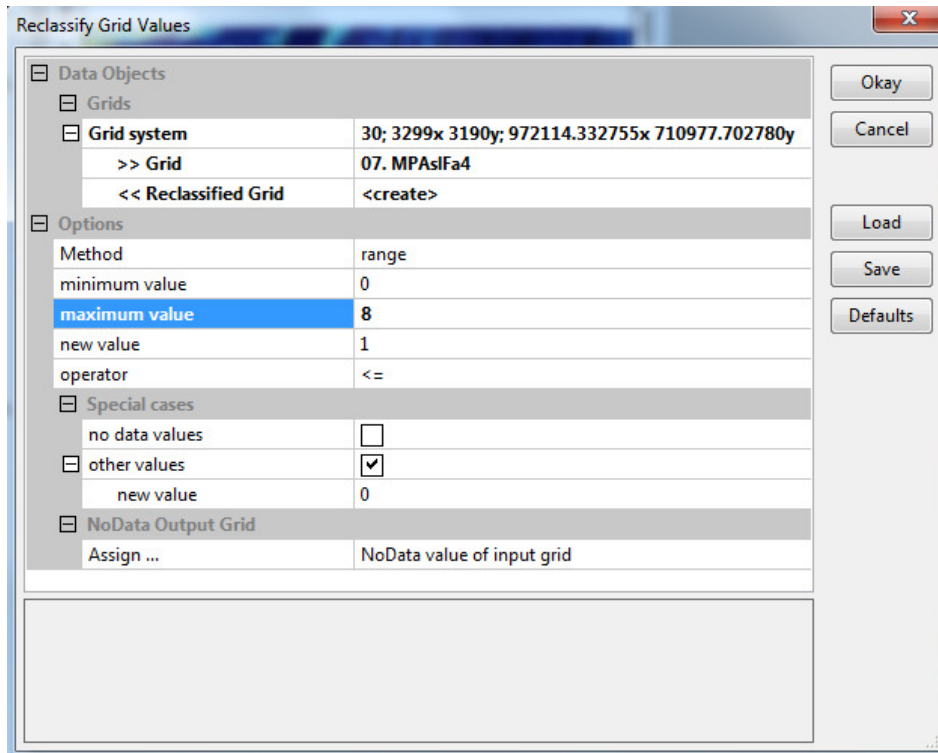 Reclassify Grid Values
Data Objects
Okay
Grids
Grid system 30; 3299x 3190y; 972114.332755x 710977.702780y
Cancel
>> Grid 07. MPAslFa4
<< Reclassified Grid <create>
Options
Load
Method range
minimum value 0
Save
maximum value 8
Defaults
new value 1
operator <=
Special cases
no data values
other values
new value 0
NoData Output Grid
Assign ... NoData value of input grid